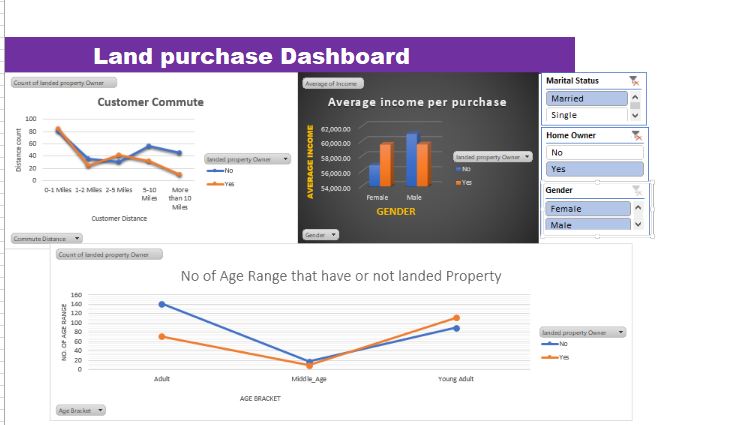 Land purchase Dashboard
Count of landed property Owner
Customer Commute
Distance count
100
80
60
40
20
0
0-1 Miles
1-2 Miles
2-5 Miles
5-10 Miles
More than 10 Miles
Customer Distance
landed property Owner
No
Yes
Commute Distance
Average of Income
Average income per purchase
AVERAGE INCOME
62,000.00
60,000.00
58,000.00
56,000.00
54,000.00
Female
Male
GENDER
landed property Owner
No
Yes
Gender
Marital Status
Married
Single
Home Owner
No
Yes
Gender
Female
Male
Count of landed property Owner
No of Age Range that have or not landed Property
NO. OF AGE RANGE
160
140
120
100
80
60
40
20
0
Adult
Middle_Age
Young Adult
AGE BRACKET
landed property Owner
No
Yes
Age Bracket